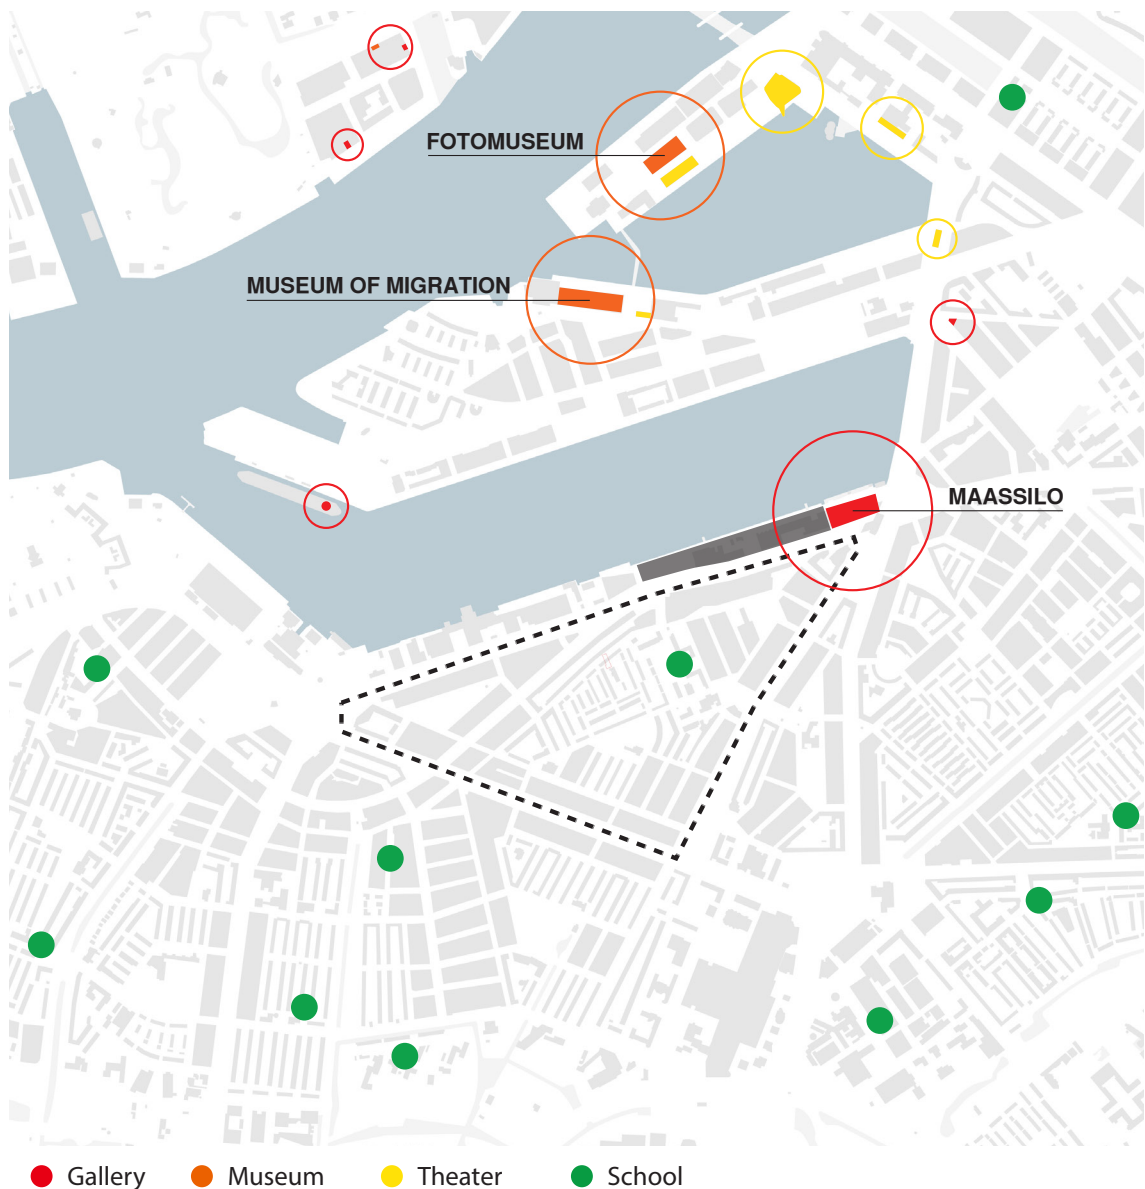 FOTOMUSEUM
MUSEUM OF MIGRATION
MAASSILO
Gallery
Museum
Theater
School